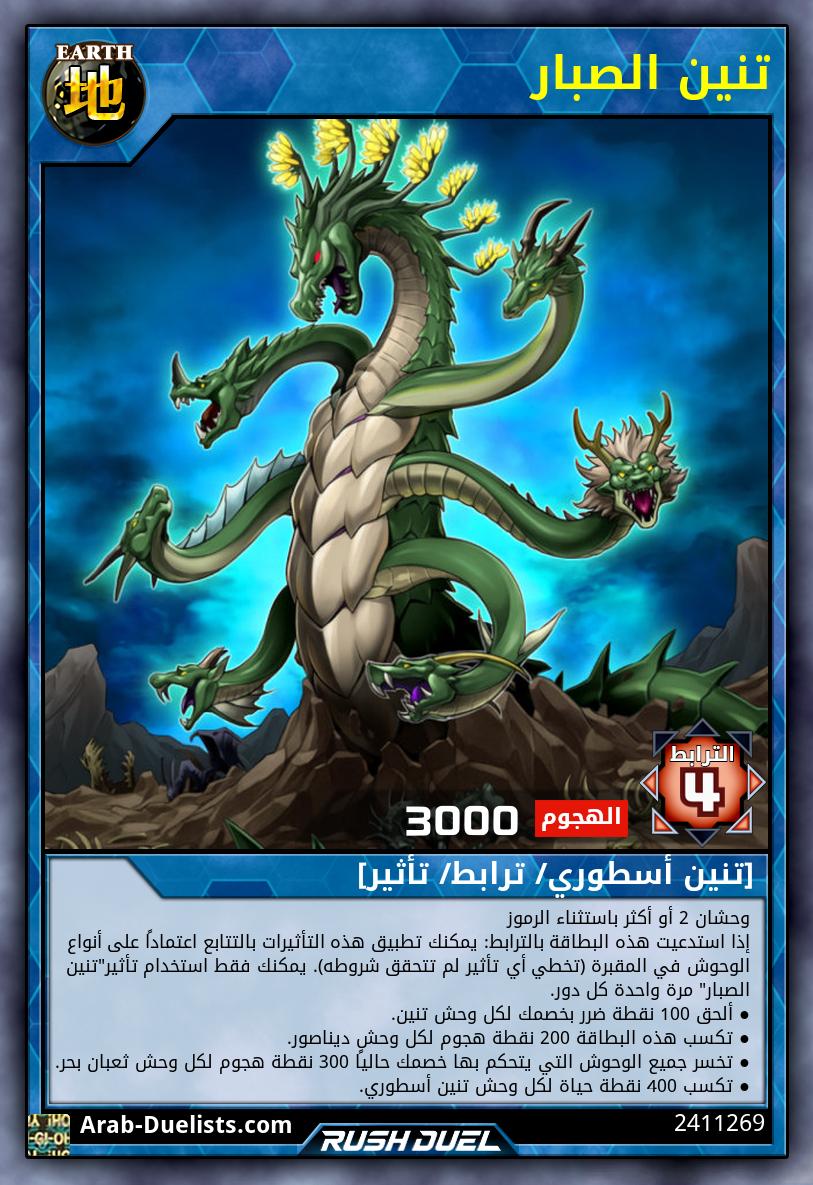 EARTH
地
تنين الصبار
الترابط
4
الهجوم 3000
[تنين أسطوري/ ترابط/ تأثير]
وحشان 2 أو أكثر باستثناء الرموز
إذا استدعيت هذه البطاقة بالترابط: يمكنك تطبيق هذه التأثيرات بالتتابع اعتماداً على أنواع
الوحوش في المقبرة (تخطي أي تأثير لم تتحقق شروطه). يمكنك فقط استخدام تأثير"تنين
الصبار" مرة واحدة كل دور.
● ألحق 100 نقطة ضرر بخصمك لكل وحش تنين.
● تكسب هذه البطاقة 200 نقطة هجوم لكل وحش ديناصور.
● تخسر جميع الوحوش التي يتحكم بها خصمك حالياً 300 نقطة هجوم لكل وحش ثعبان بحر.
● تكسب 400 نقطة حياة لكل وحش تنين أسطوري.
Arab-Duelists.com
RUSH DUEL
2411269